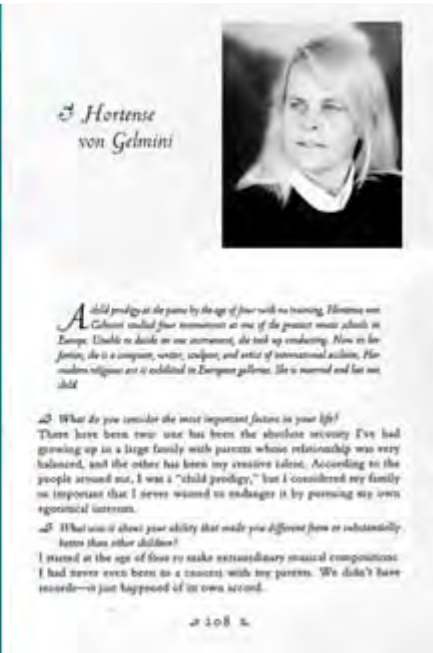 Hortense
von Gelmini
A child prodigy at the piano by the age of four with no training, Hortense von
Gelmini studied four instruments at one of the greatest music schools in
Europe. Unable to decide on one instrument, she took up conducting. Now in her
forties, she is a composer, writer, sculptor, and artist of international acclaim. Her
modern religious art is exhibited in European galleries. She is married and has one
child.
What do you consider the most important factors in your life?
There have been two: one has been the absolute security I've had
growing up in a large family with parents whose relationship was very
balanced, and the other has been my creative talent. According to the
people around me, I was a "child prodigy," but I considered my family
so important that I never wanted to endanger it by pursuing my own
egotistical interests.
What was it about your ability that made you different from or substantially
better than other children?
I started at the age of four to make extraordinary musical compositions.
I had never even been to a concert with my parents. We didn't have
records—it just happened of its own accord.
108